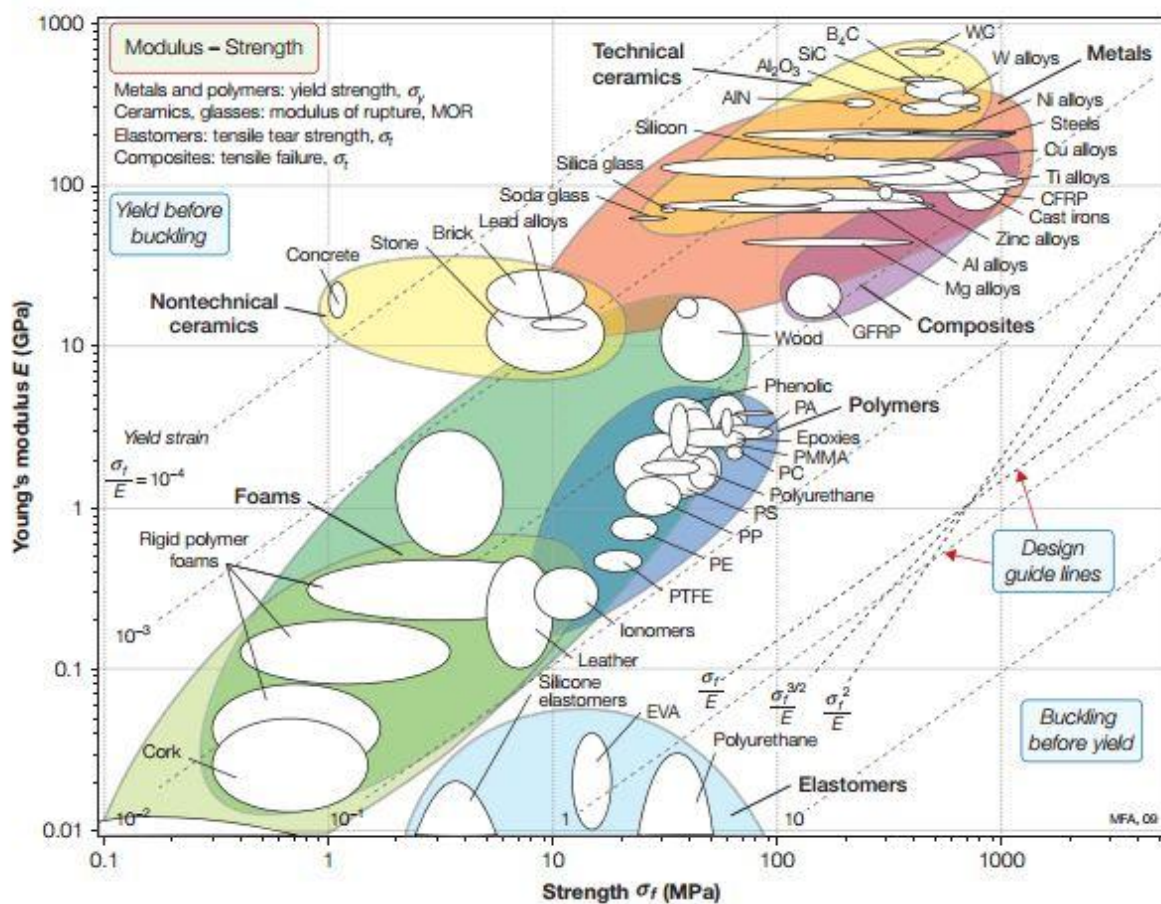 Modulus – Strength
Metals and polymers: yield strength, σy
Ceramics, glasses: modulus of rupture, MOR
Elastomers: tensile tear strength, σt
Composites: tensile failure, σt
Yield before
buckling
Technical
ceramics
B4C
SiC
Al2O3
AlN
Silicon
Silica glass
Soda glass
WC
Metals
W alloys
Ni alloys
Steels
Cu alloys
Ti alloys
CFRP
Cast irons
Zinc alloys
Al alloys
Mg alloys
Composites
GFRP
Lead alloys
Brick
Stone
Concrete
Nontechnical
ceramics
Wood
Phenolic
PA
Polymers
Epoxies
PMMA
PC
Polyurethane
PS
PP
PE
PTFE
Ionomers
Leather
Yield strain
σf/E = 10⁻⁴
Foams
Rigid polymer
foams
Cork
Silicone
elastomers
EVA
Polyurethane
Elastomers
Design
guide lines
σf/E
σf^3/2/E
σf^2/E
Buckling
before yield
10⁻³
10⁻²
10⁻¹
1
10
MFA, 09
1000
100
10
1
0.1
0.01
Young's modulus E (GPa)
0.1
1
10
100
1000
Strength σf (MPa)